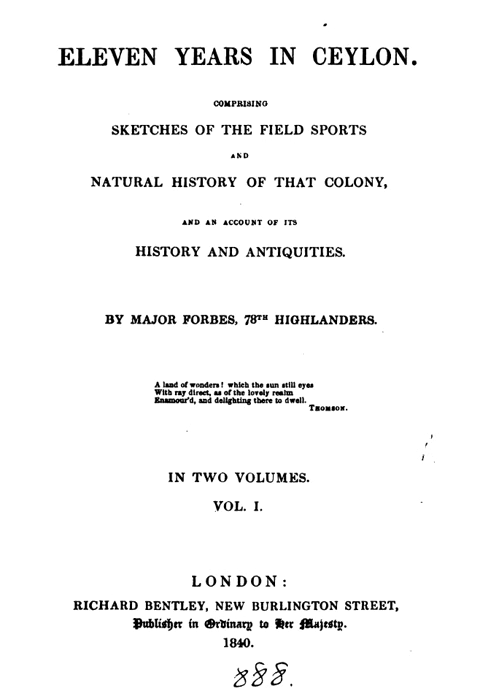 ELEVEN YEARS IN CEYLON.
COMPRISING
SKETCHES OF THE FIELD SPORTS
AND
NATURAL HISTORY OF THAT COLONY,
AND AN ACCOUNT OF ITS
HISTORY AND ANTIQUITIES.
BY MAJOR FORBES, 78TH HIGHLANDERS.
A land of wonders! which the sun still eyes
With ray direct, as of the lovely realm
Enamour'd, and delighting there to dwell.
THOMSON.
IN TWO VOLUMES.
VOL. I.
LONDON:
RICHARD BENTLEY, NEW BURLINGTON STREET,
Publisher in Ordinary to Her Majesty.
1840.
888.